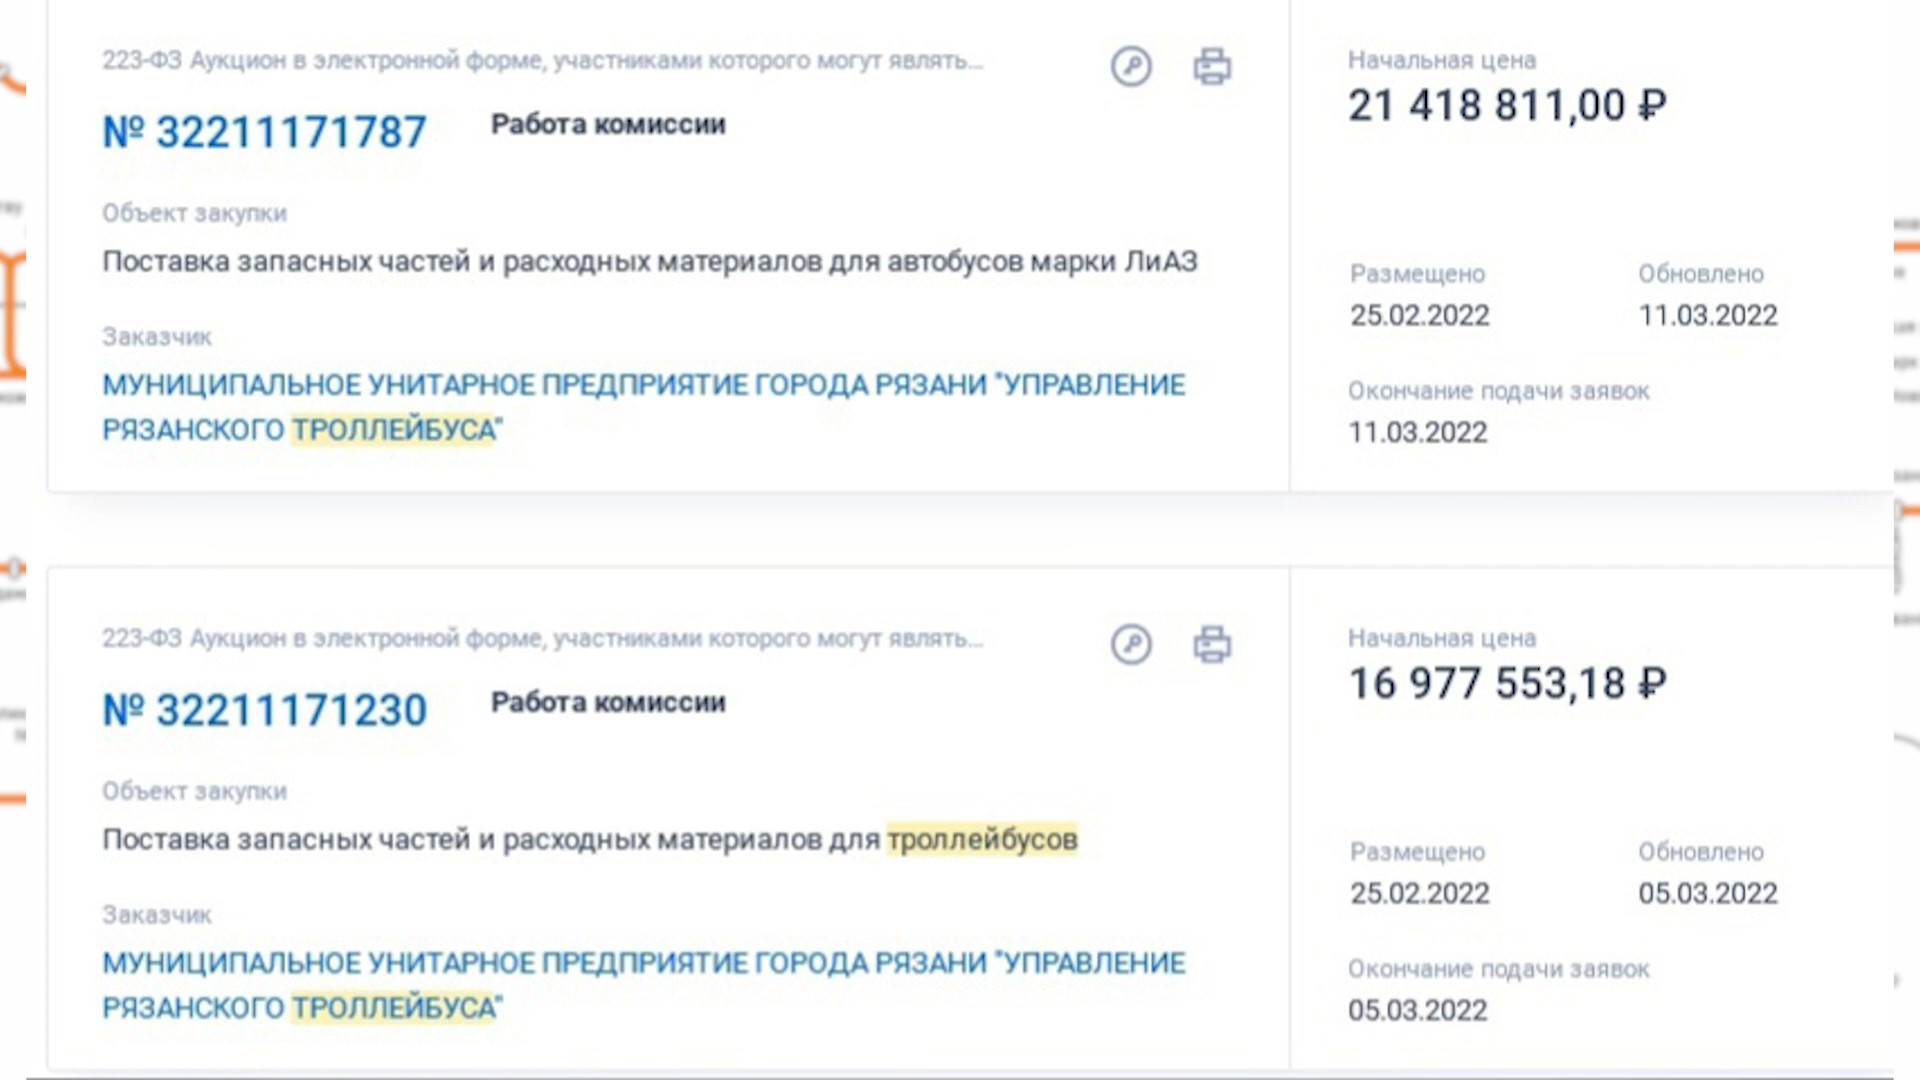 223-ФЗ Аукцион в электронной форме, участниками которого могут являть...
№ 32211171787
Работа комиссии
Объект закупки
Поставка запасных частей и расходных материалов для автобусов марки ЛиАЗ
Заказчик
МУНИЦИПАЛЬНОЕ УНИТАРНОЕ ПРЕДПРИЯТИЕ ГОРОДА РЯЗАНИ "УПРАВЛЕНИЕ
РЯЗАНСКОГО ТРОЛЛЕЙБУСА"
Начальная цена
21 418 811,00 ₽
Размещено
Обновлено
25.02.2022
11.03.2022
Окончание подачи заявок
11.03.2022
223-ФЗ Аукцион в электронной форме, участниками которого могут являть...
№ 32211171230
Работа комиссии
Объект закупки
Поставка запасных частей и расходных материалов для троллейбусов
Заказчик
МУНИЦИПАЛЬНОЕ УНИТАРНОЕ ПРЕДПРИЯТИЕ ГОРОДА РЯЗАНИ "УПРАВЛЕНИЕ
РЯЗАНСКОГО ТРОЛЛЕЙБУСА"
Начальная цена
16 977 553,18 ₽
Размещено
Обновлено
25.02.2022
05.03.2022
Окончание подачи заявок
05.03.2022